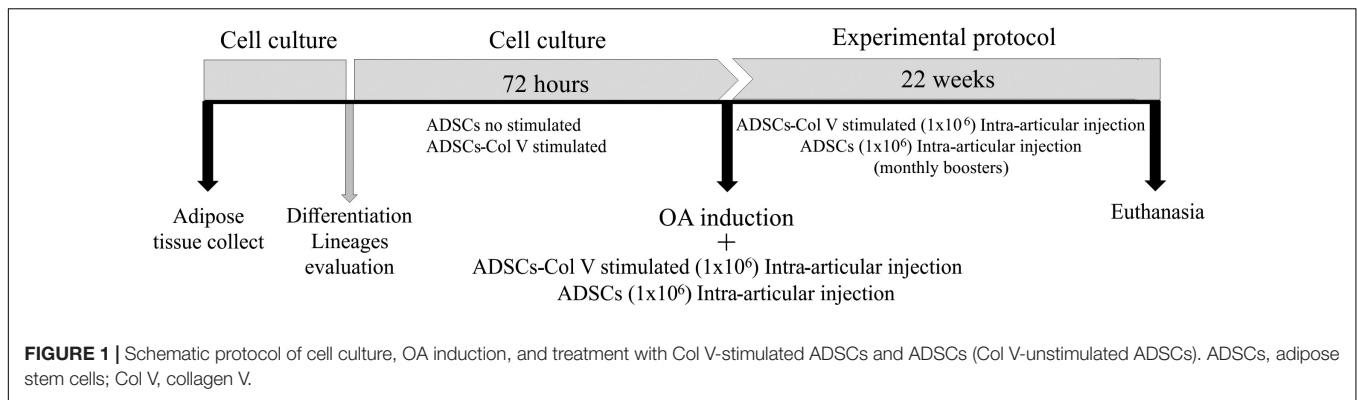 Cell culture
Cell culture
Experimental protocol
72 hours
22 weeks
ADSCs no stimulated
ADSCs-Col V stimulated
ADSCs-Col V stimulated (1x10⁶) Intra-articular injection
ADSCs (1x10⁶) Intra-articular injection
(monthly boosters)
Adipose
tissue collect
Differentiation
Lineages
evaluation
OA induction
+
ADSCs-Col V stimulated (1x10⁶) Intra-articular injection
ADSCs (1x10⁶) Intra-articular injection
Euthanasia
FIGURE 1 | Schematic protocol of cell culture, OA induction, and treatment with Col V-stimulated ADSCs and ADSCs (Col V-unstimulated ADSCs). ADSCs, adipose
stem cells; Col V, collagen V.